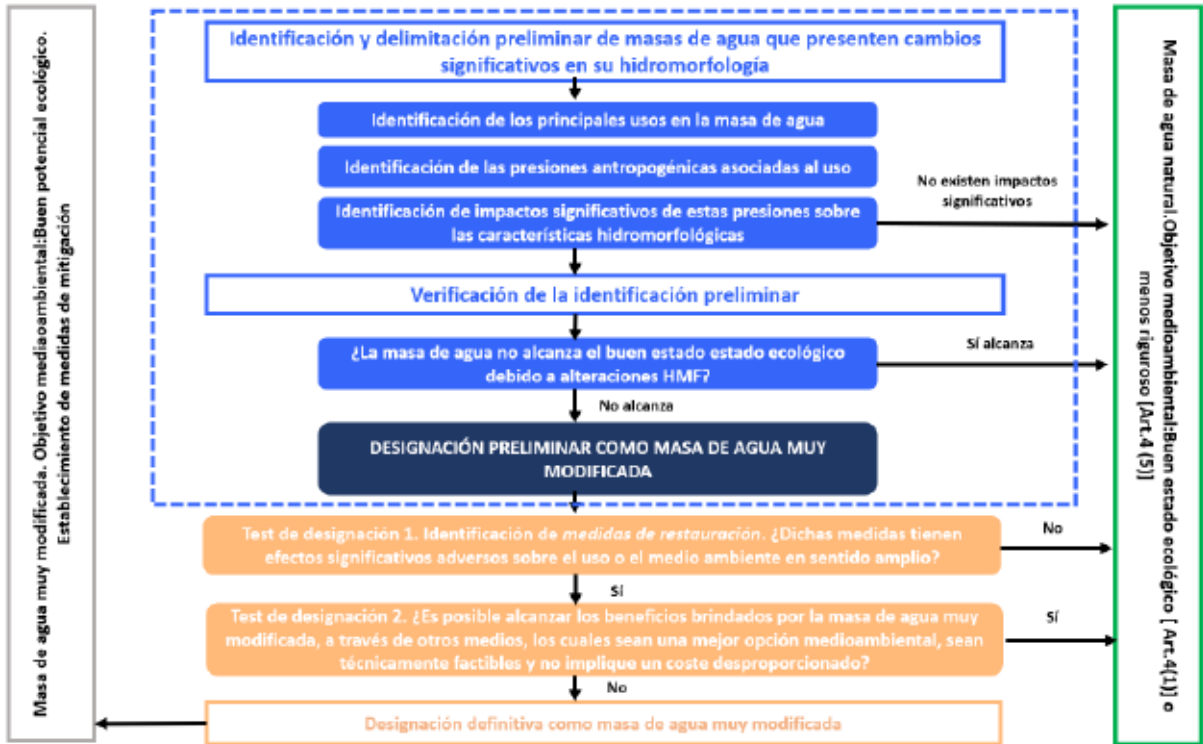 Masa de agua muy modificada. Objetivo mediaoambiental:Buen potencial ecológico.
Establecimiento de medidas de mitigación
Identificación y delimitación preliminar de masas de agua que presenten cambios
significativos en su hidromorfología
Identificación de los principales usos en la masa de agua
Identificación de las presiones antropogénicas asociadas al uso
Identificación de impactos significativos de estas presiones sobre
las características hidromorfológicas
No existen impactos
significativos
Verificación de la identificación preliminar
¿La masa de agua no alcanza el buen estado estado ecológico
debido a alteraciones HMF?
Sí alcanza
No alcanza
DESIGNACIÓN PRELIMINAR COMO MASA DE AGUA MUY
MODIFICADA
Test de designación 1. Identificación de medidas de restauración. ¿Dichas medidas tienen
efectos significativos adversos sobre el uso o el medio ambiente en sentido amplio?
No
Sí
Test de designación 2. ¿Es posible alcanzar los beneficios brindados por la masa de agua muy
modificada, a través de otros medios, los cuales sean una mejor opción medioambiental, sean
técnicamente factibles y no implique un coste desproporcionado?
Sí
No
Designación definitiva como masa de agua muy modificada
Masa de agua natural.Objetivo medioambiental:Buen estado ecológico [ Art.4(1)] o
menos riguroso [Art.4 (5)]